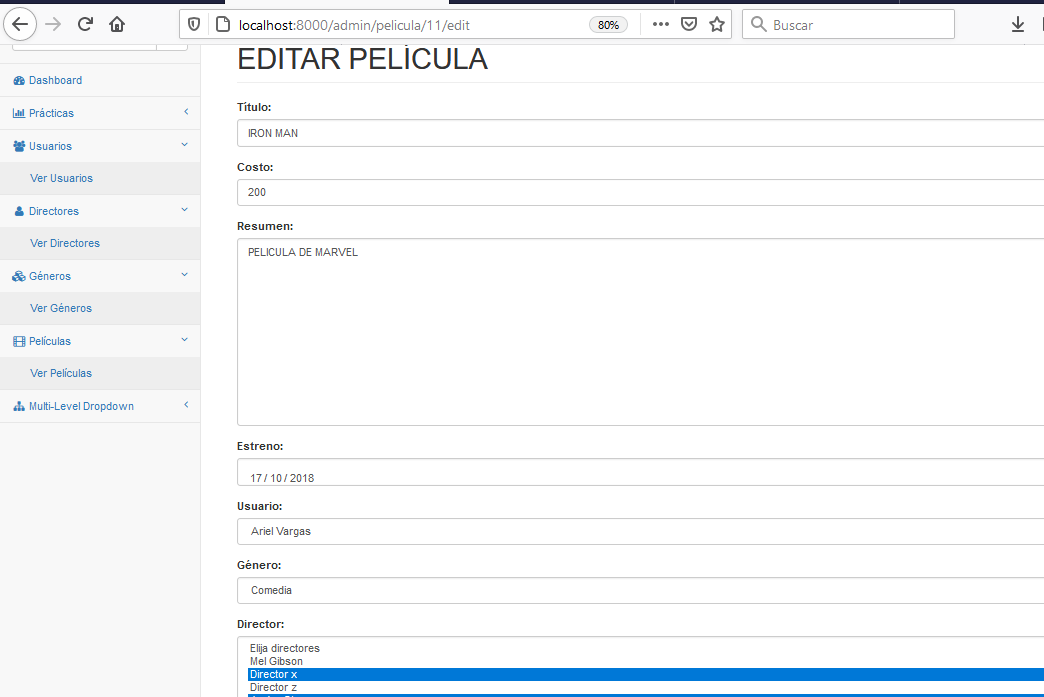 localhost:8000/admin/pelicula/11/edit
80%
Buscar
Dashboard
Prácticas
Usuarios
Ver Usuarios
Directores
Ver Directores
Géneros
Ver Géneros
Películas
Ver Películas
Multi-Level Dropdown
EDITAR PELÍCULA
Título:
IRON MAN
Costo:
200
Resumen:
PELICULA DE MARVEL
Estreno:
17 / 10 / 2018
Usuario:
Ariel Vargas
Género:
Comedia
Director:
Elija directores
Mel Gibson
Director x
Director z